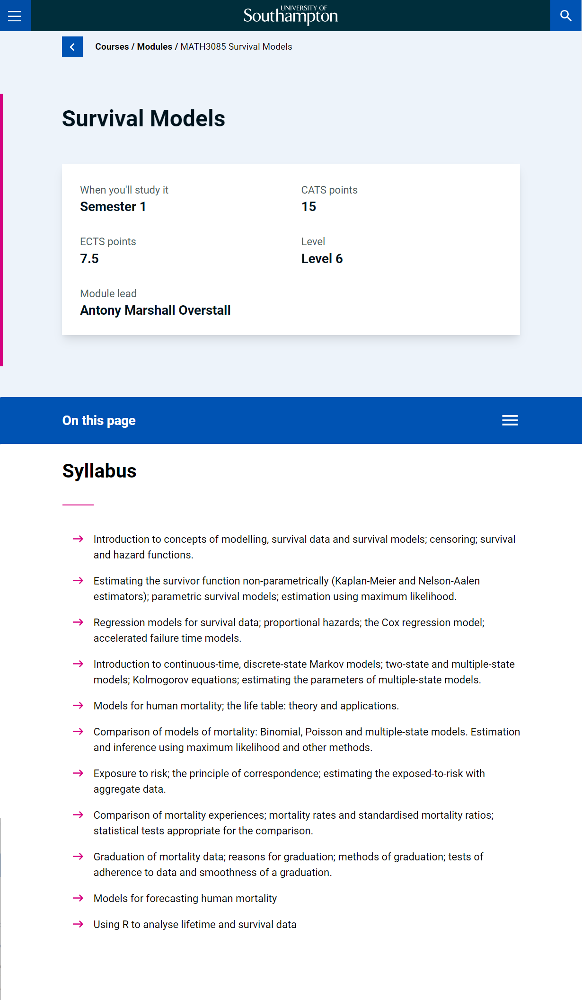 UNIVERSITY OF
Southampton
Courses / Modules / MATH3085 Survival Models
Survival Models
When you'll study it
Semester 1
CATS points
15
ECTS points
7.5
Level
Level 6
Module lead
Antony Marshall Overstall
On this page
Syllabus
Introduction to concepts of modelling, survival data and survival models; censoring; survival
and hazard functions.
Estimating the survivor function non-parametrically (Kaplan-Meier and Nelson-Aalen
estimators); parametric survival models; estimation using maximum likelihood.
Regression models for survival data; proportional hazards; the Cox regression model;
accelerated failure time models.
Introduction to continuous-time, discrete-state Markov models; two-state and multiple-state
models; Kolmogorov equations; estimating the parameters of multiple-state models.
Models for human mortality; the life table: theory and applications.
Comparison of models of mortality: Binomial, Poisson and multiple-state models. Estimation
and inference using maximum likelihood and other methods.
Exposure to risk; the principle of correspondence; estimating the exposed-to-risk with
aggregate data.
Comparison of mortality experiences; mortality rates and standardised mortality ratios;
statistical tests appropriate for the comparison.
Graduation of mortality data; reasons for graduation; methods of graduation; tests of
adherence to data and smoothness of a graduation.
Models for forecasting human mortality
Using R to analyse lifetime and survival data